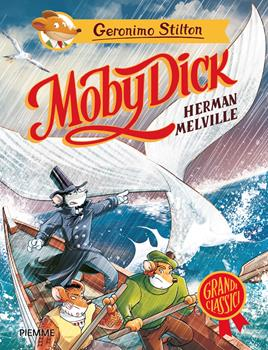 Geronimo Stilton
Moby Dick
HERMAN
MELVILLE
GRANDI
CLASSICI
PIEMME